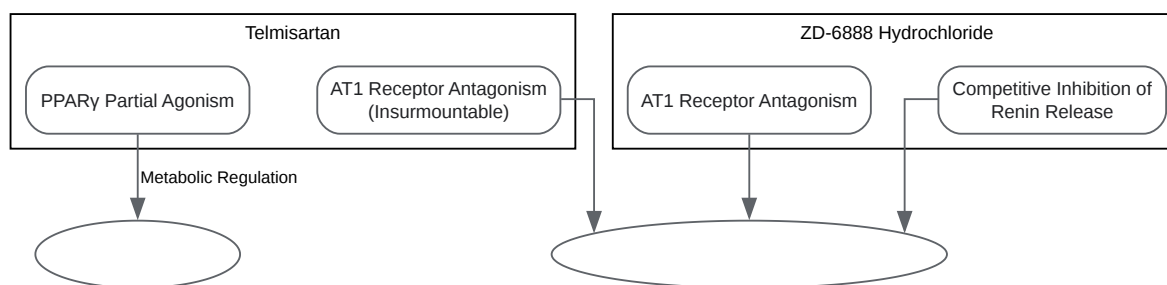 Telmisartan
ZD-6888 Hydrochloride
PPARγ Partial Agonism
AT1 Receptor Antagonism
(Insurmountable)
AT1 Receptor Antagonism
Competitive Inhibition of
Renin Release
Metabolic Regulation